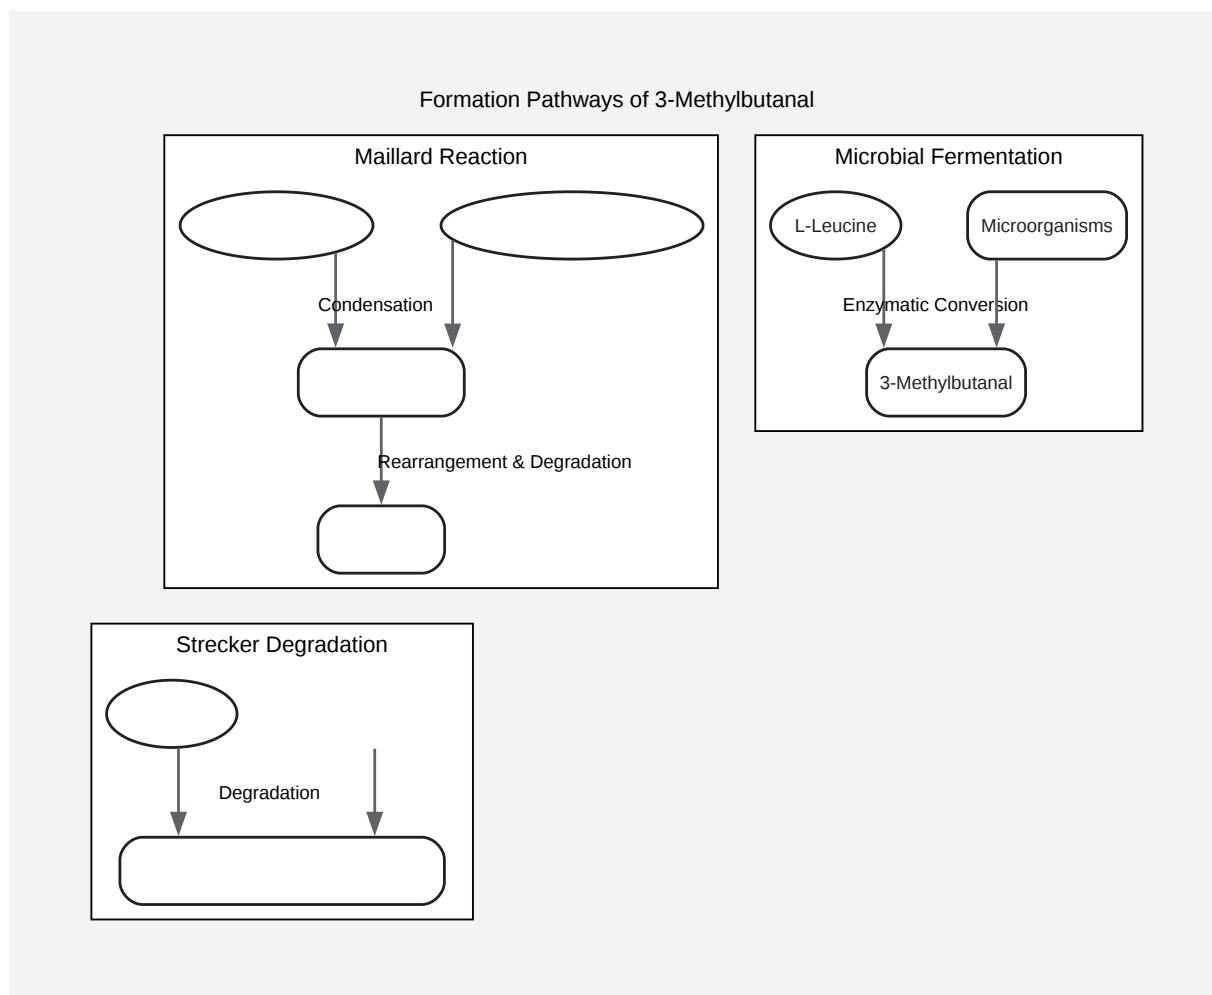 Formation Pathways of 3-Methylbutanal
Maillard Reaction
Condensation
Rearrangement & Degradation
Microbial Fermentation
L-Leucine
Microorganisms
Enzymatic Conversion
3-Methylbutanal
Strecker Degradation
Degradation